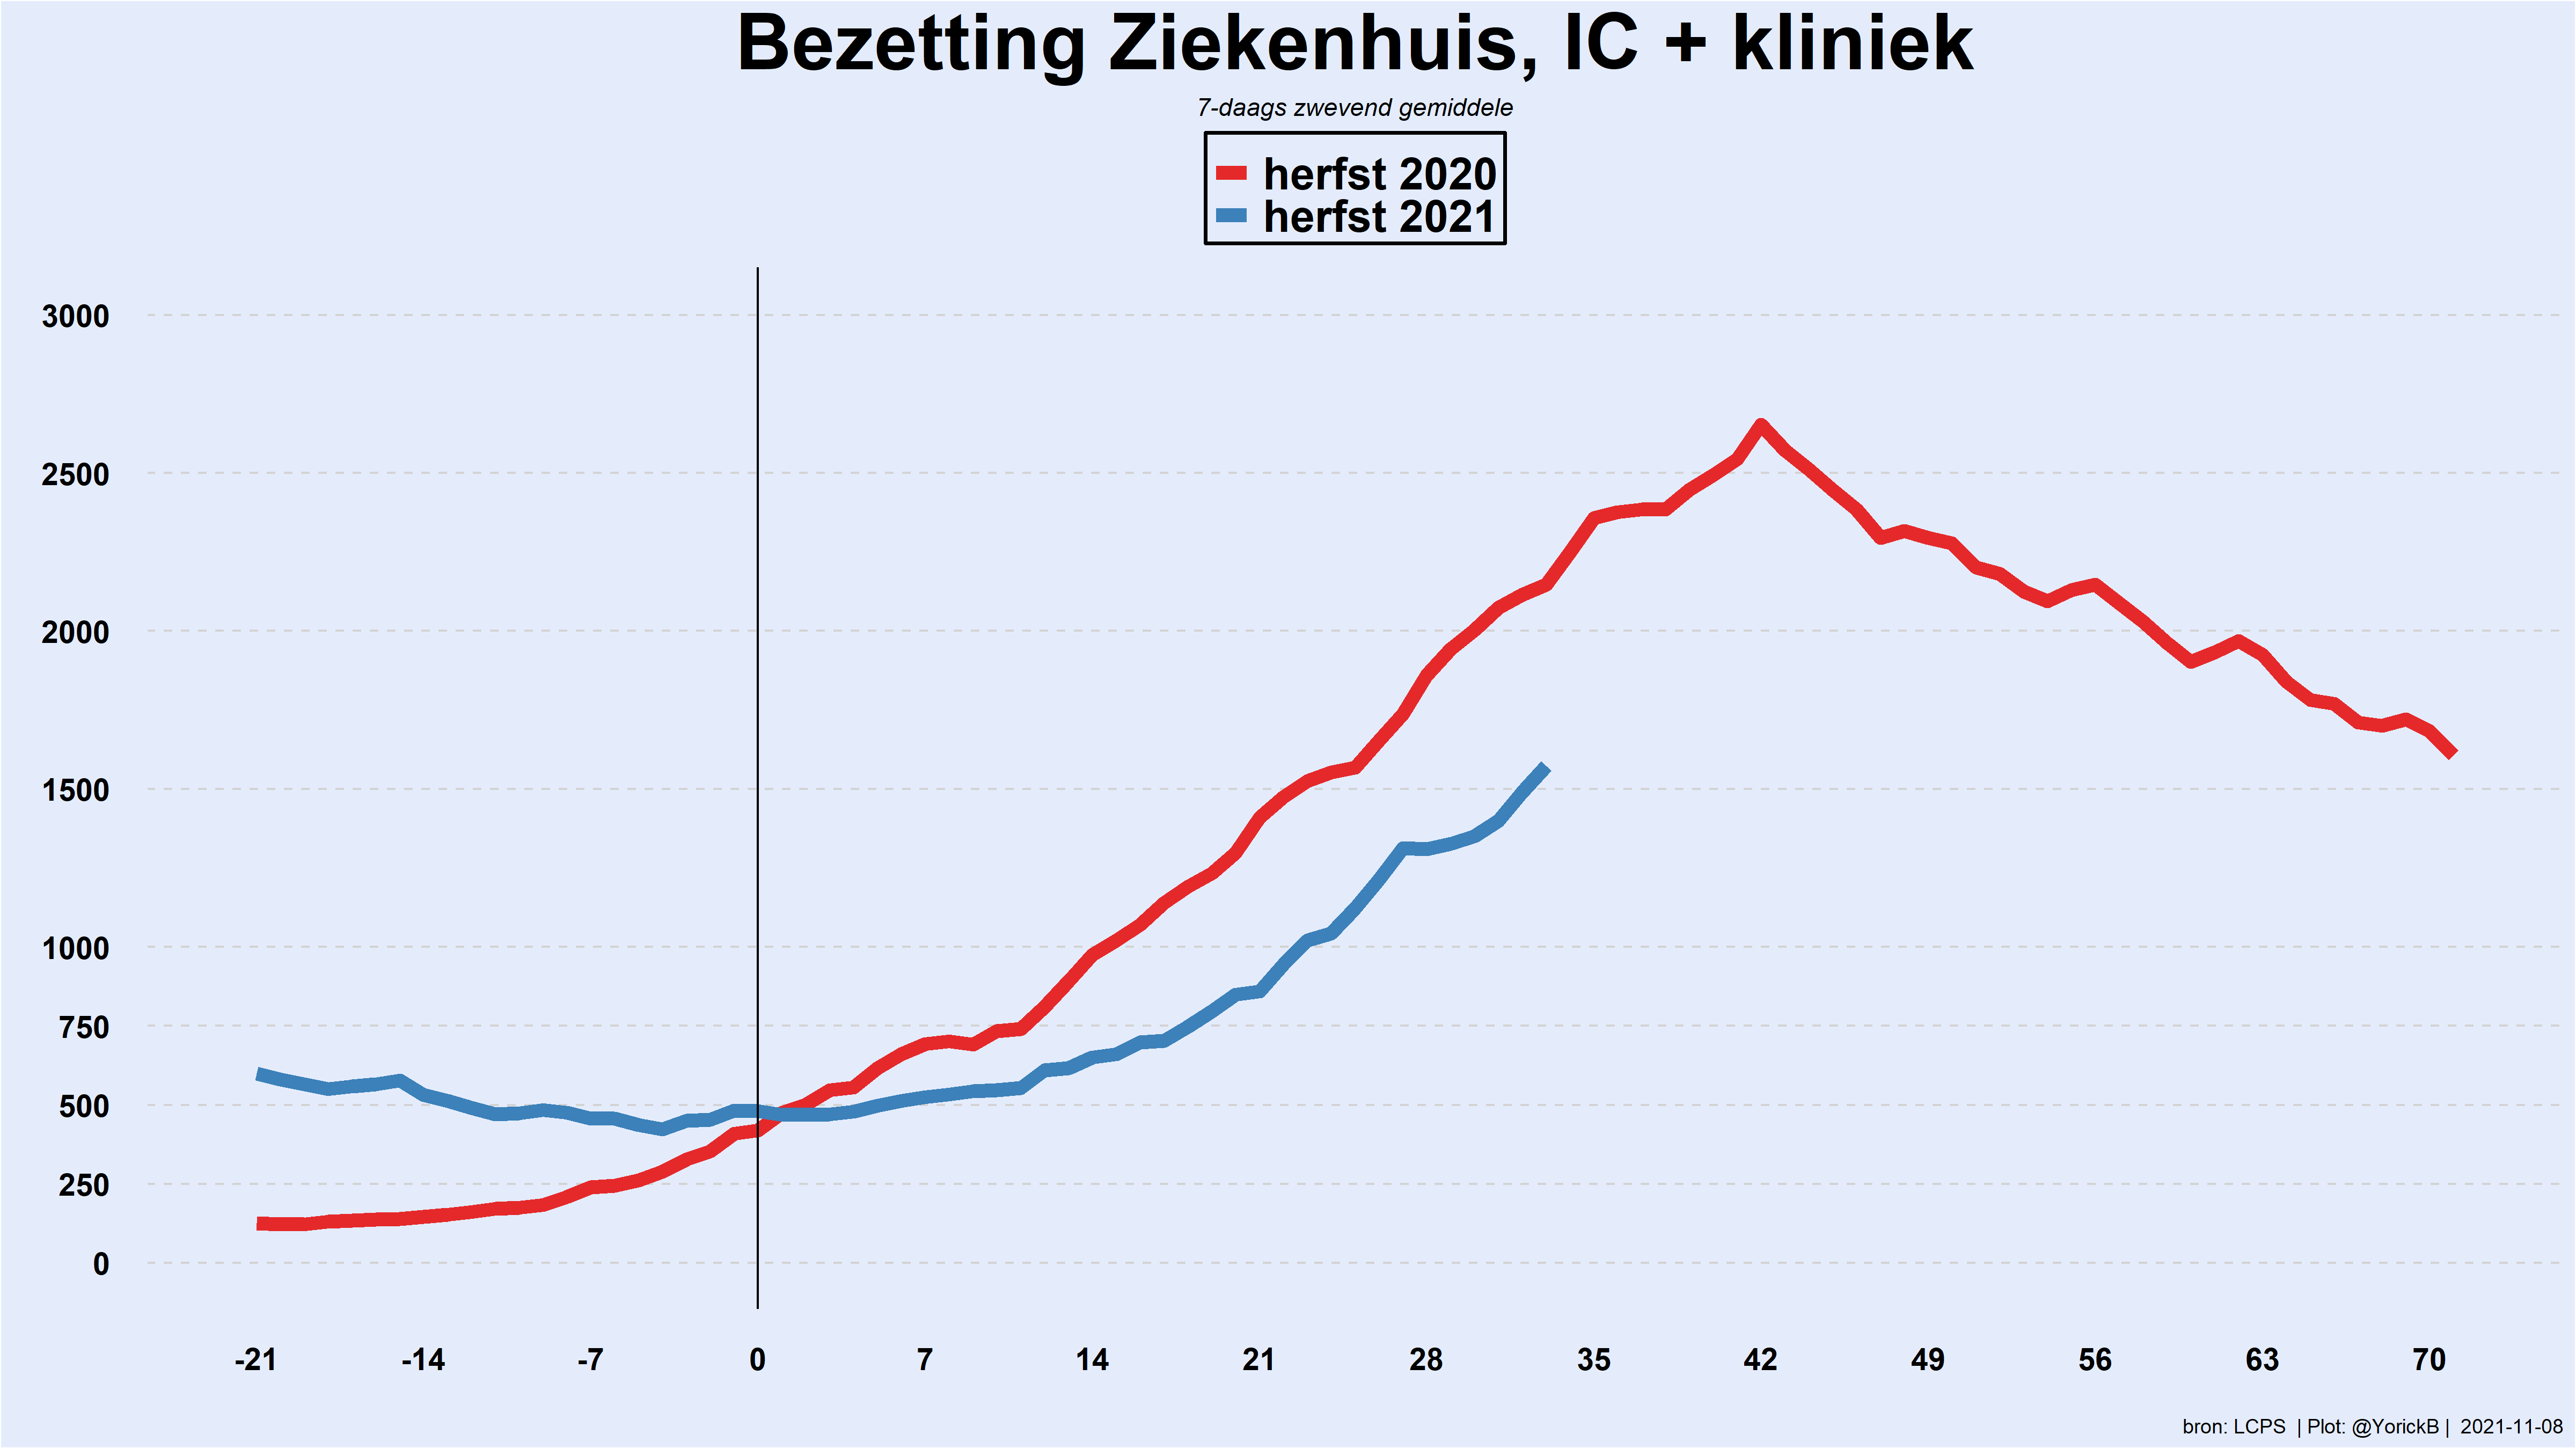 Bezetting Ziekenhuis, IC + kliniek
7-daags zwevend gemiddele
herfst 2020
herfst 2021
3000
2500
2000
1500
1000
750
500
250
0
-21 -14 -7 0 7 14 21 28 35 42 49 56 63 70
bron: LCPS | Plot: @YorickB | 2021-11-08